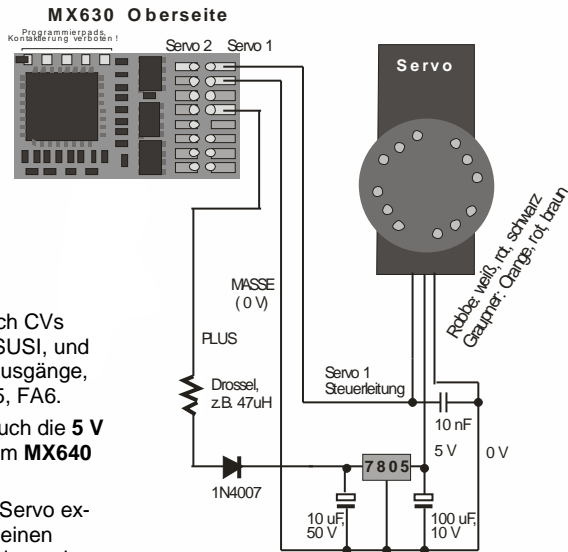 MX630 Oberseite
Programmierpads,
Kontaktierung verboten !
Servo 2 Servo 1
Servo
Robbe: weiß, rot, schwarz
Graupner: Orange, rot, braun
MASSE
( 0 V )
PLUS
Drossel,
z.B. 47uH
1N4007
Servo 1
Steuerleitung
10 nF
5 V
0 V
7805
10 uF,
50 V
100 uF,
10 V
ch CVs
SUSI, und
usgänge,
5, FA6.
uch die 5 V
m MX640
Servo ex-
einen